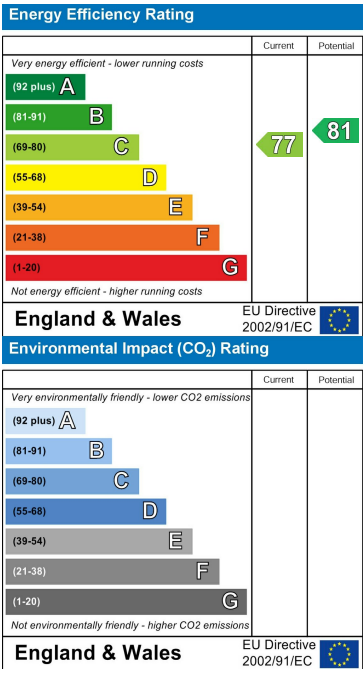 Energy Efficiency Rating
Current Potential
Very energy efficient - lower running costs
(92 plus) A
(81-91) B
(69-80) C
(55-68) D
(39-54) E
(21-38) F
(1-20) G
77
81
Not energy efficient - higher running costs
England & Wales
EU Directive
2002/91/EC
Environmental Impact (CO₂) Rating
Current Potential
Very environmentally friendly - lower CO2 emissions
(92 plus) A
(81-91) B
(69-80) C
(55-68) D
(39-54) E
(21-38) F
(1-20) G
Not environmentally friendly - higher CO2 emissions
England & Wales
EU Directive
2002/91/EC